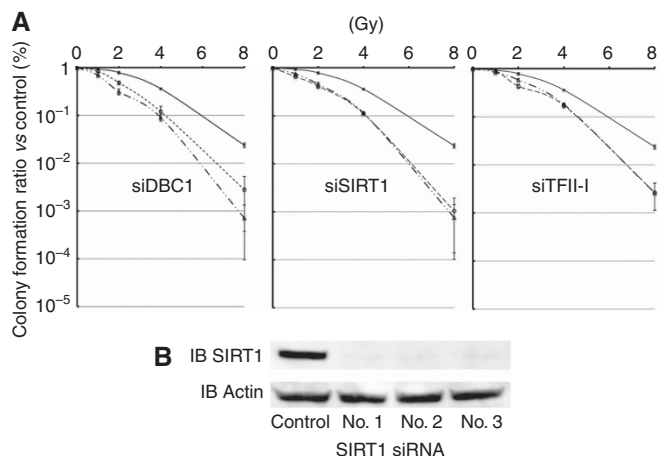 A
(Gy)
0 2 4 6 8 0 2 4 6 8 0 2 4 6 8
Colony formation ratio vs control (%)
1
10⁻¹
10⁻²
10⁻³
10⁻⁴
10⁻⁵
siDBC1 siSIRT1 siTFII-I
B IB SIRT1
IB Actin
Control No. 1 No. 2 No. 3
SIRT1 siRNA